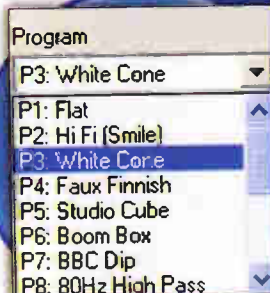 Program
P3: White Cone
P1: Flat
P2: Hi Fi (Smile)
P3: White Cone
P4: Faux Finnish
P5: Studio Cube
P6: Boom Box
P7: BBC Dip
P8: 80Hz High Pass